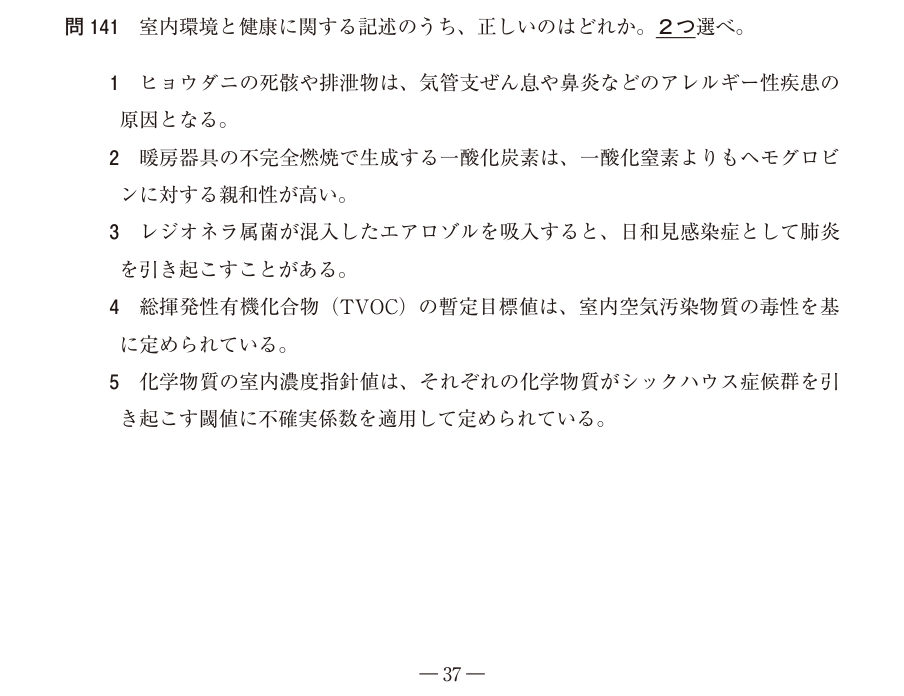 問 141 室内環境と健康に関する記述のうち、正しいのはどれか。２つ選べ。
1 ヒョウダニの死骸や排泄物は、気管支ぜん息や鼻炎などのアレルギー性疾患の
原因となる。
2 暖房器具の不完全燃焼で生成する一酸化炭素は、一酸化窒素よりもヘモグロビ
ンに対する親和性が高い。
3 レジオネラ属菌が混入したエアロゾルを吸入すると、日和見感染症として肺炎
を引き起こすことがある。
4 総揮発性有機化合物（TVOC）の暫定目標値は、室内空気汚染物質の毒性を基
に定められている。
5 化学物質の室内濃度指針値は、それぞれの化学物質がシックハウス症候群を引
き起こす閾値に不確実係数を適用して定められている。
— 37 —